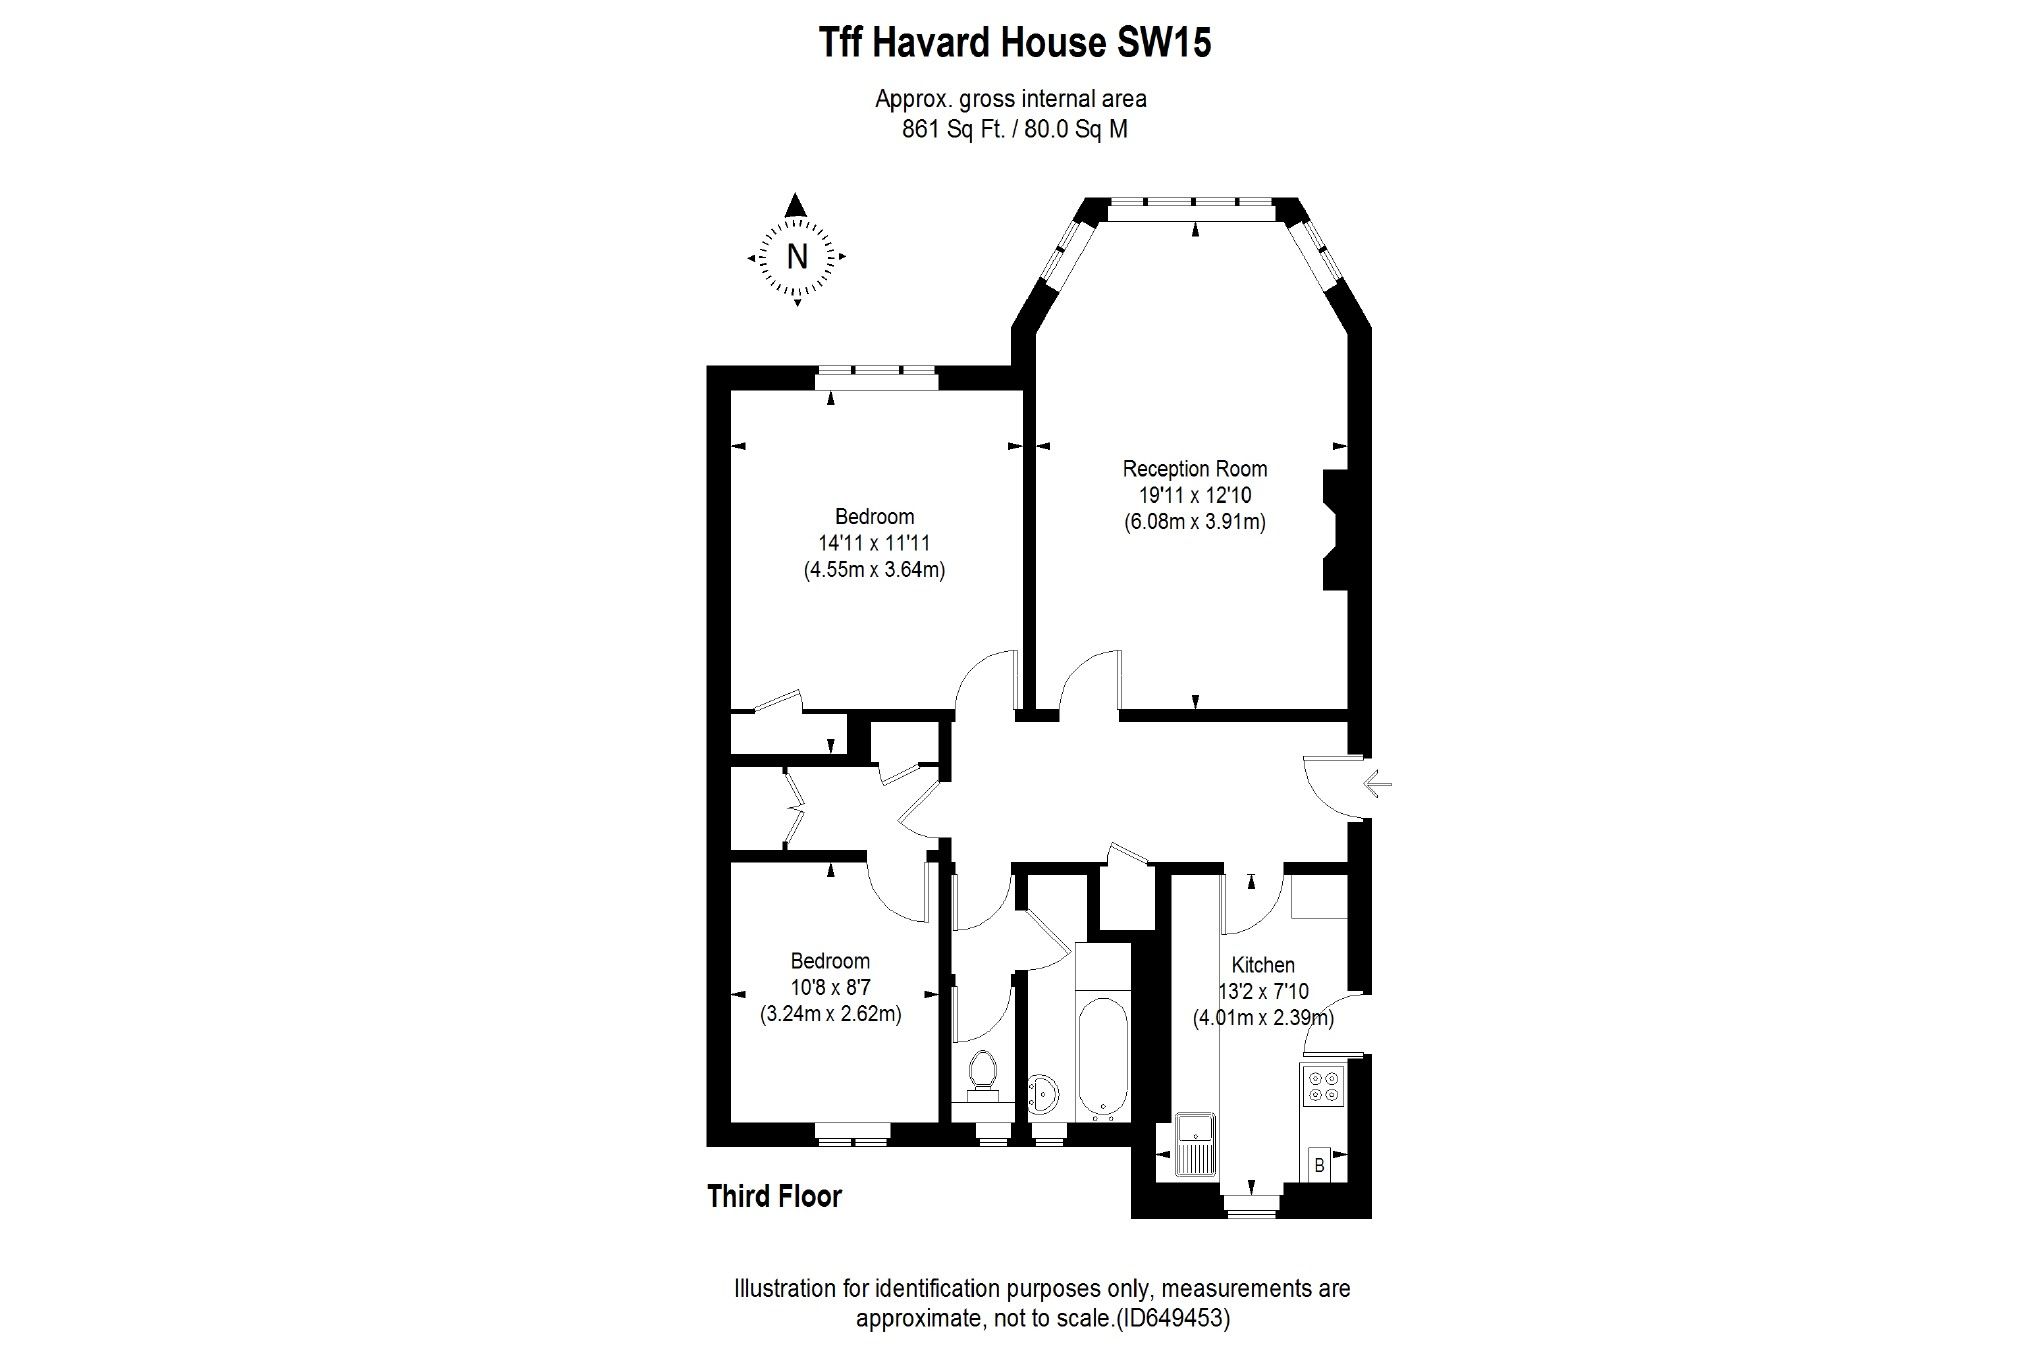 Tff Havard House SW15
Approx. gross internal area
861 Sq Ft. / 80.0 Sq M
N
Reception Room
19'11 x 12'10
(6.08m x 3.91m)
Bedroom
14'11 x 11'11
(4.55m x 3.64m)
Bedroom
10'8 x 8'7
(3.24m x 2.62m)
Kitchen
13'2 x 7'10
(4.01m x 2.39m)
B
Third Floor
Illustration for identification purposes only, measurements are
approximate, not to scale.(ID649453)